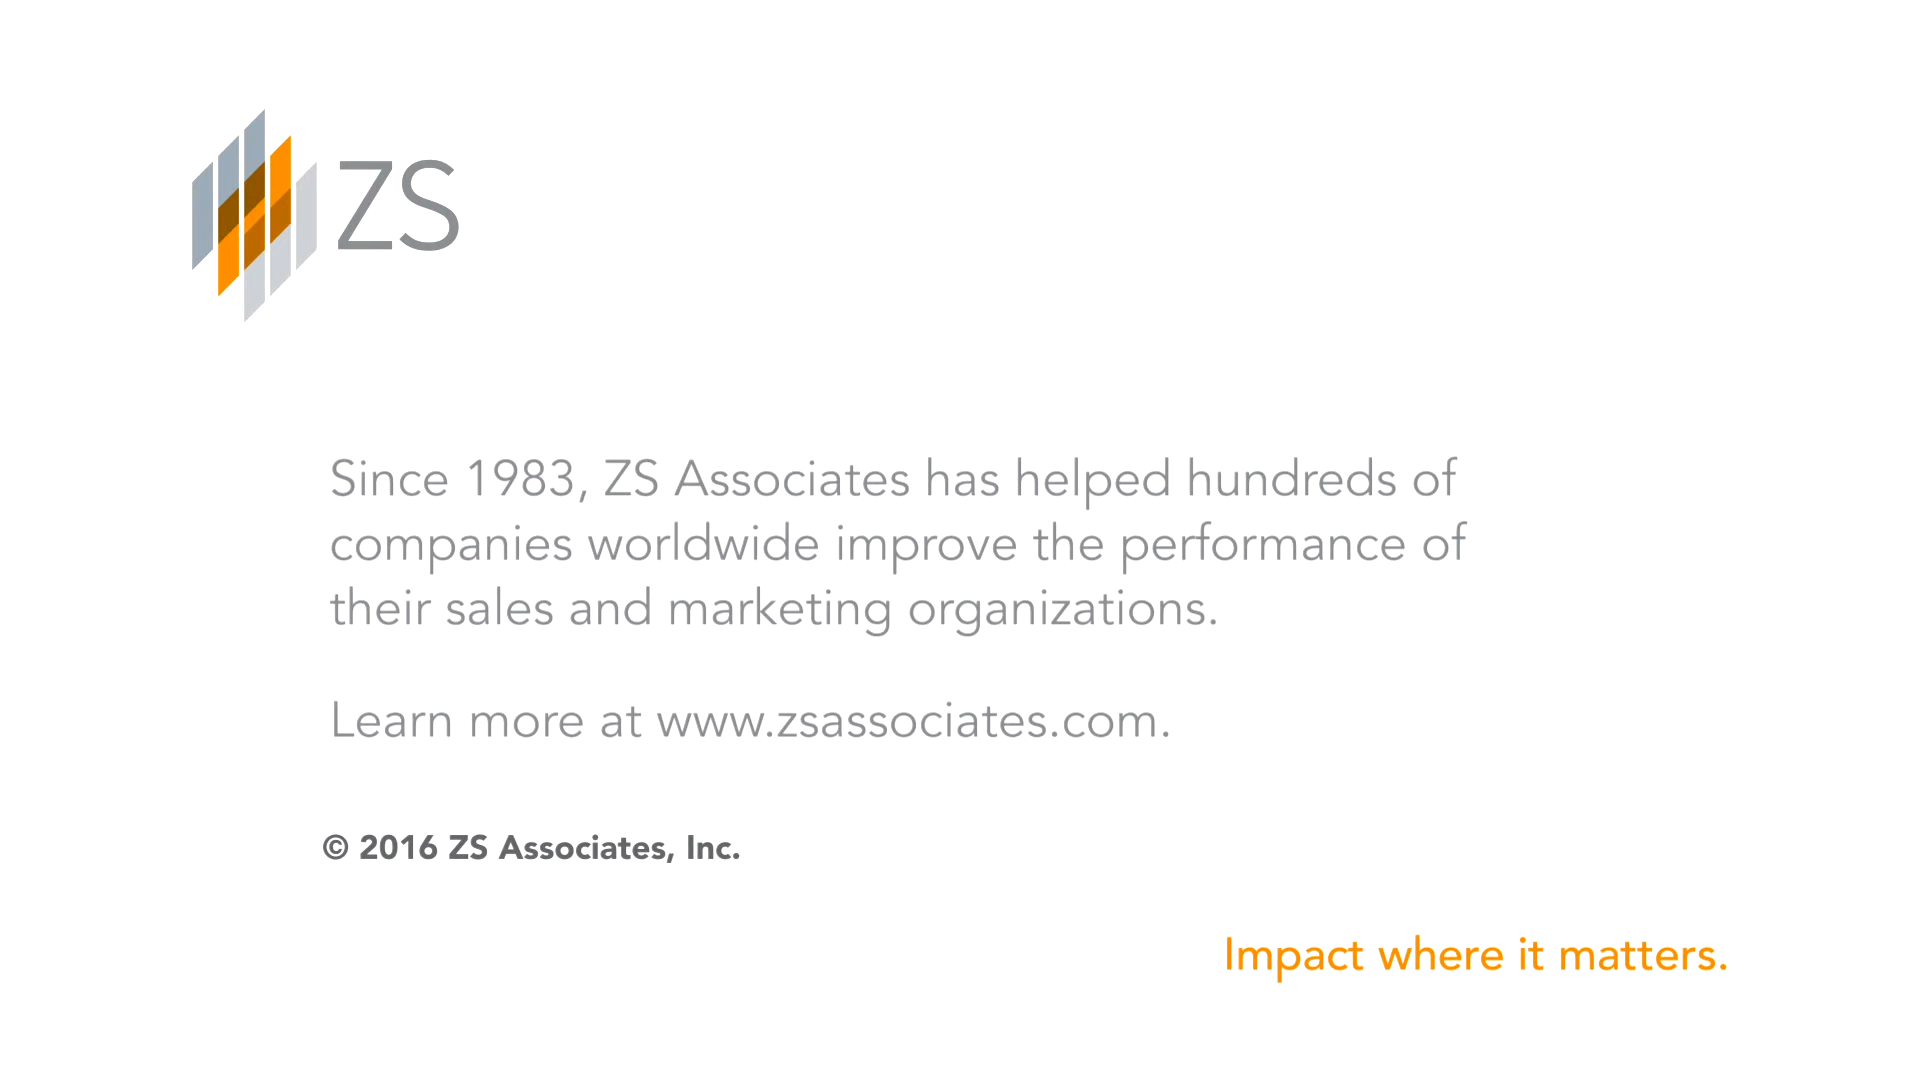 ZS
Since 1983, ZS Associates has helped hundreds of
companies worldwide improve the performance of
their sales and marketing organizations.
Learn more at www.zsassociates.com.
© 2016 ZS Associates, Inc.
Impact where it matters.